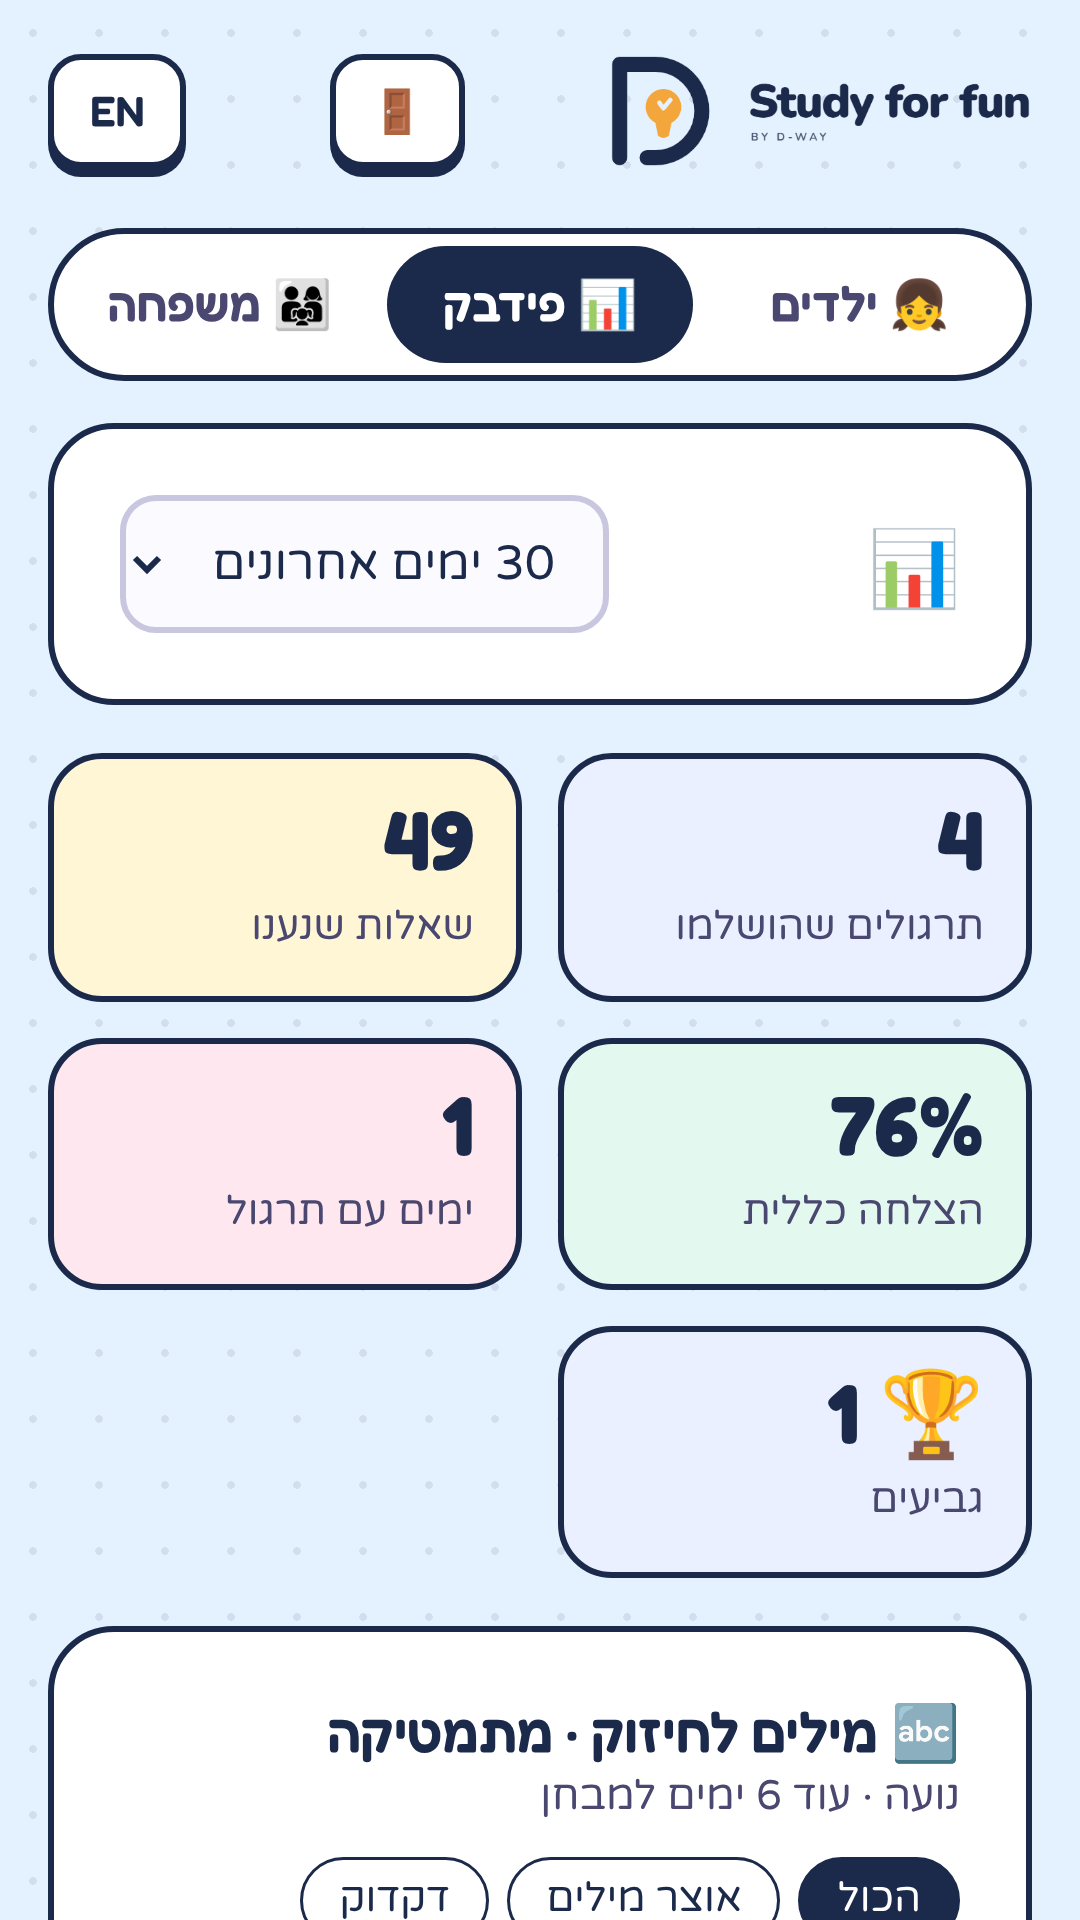 Study for fun
BY D-WAY
EN
ילדים
פידבק
משפחה
30 ימים אחרונים
4
תרגולים שהושלמו
49
שאלות שנענו
76%
הצלחה כללית
1
ימים עם תרגול
1
גביעים
abc מילים לחיזוק · מתמטיקה
נועה · עוד 6 ימים למבחן
הכול
אוצר מילים
דקדוק